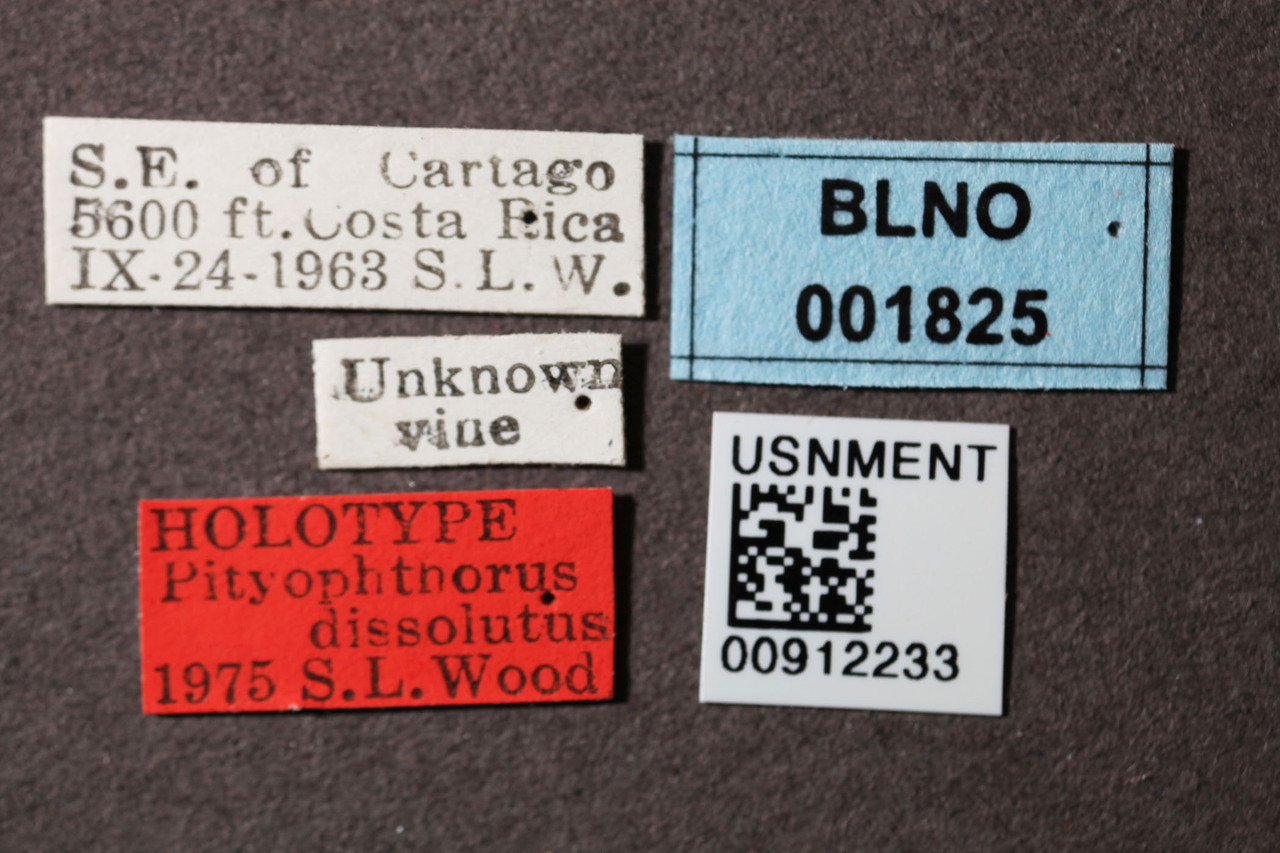 S.E. of Cartago
5600 ft. Costa Rica
IX-24-1963 S.L.W.
Unknown
vine
HOLOTYPE
Pityophthorus
dissolutus
1975 S.L. Wood
BLNO
001825
USNMENT
00912233